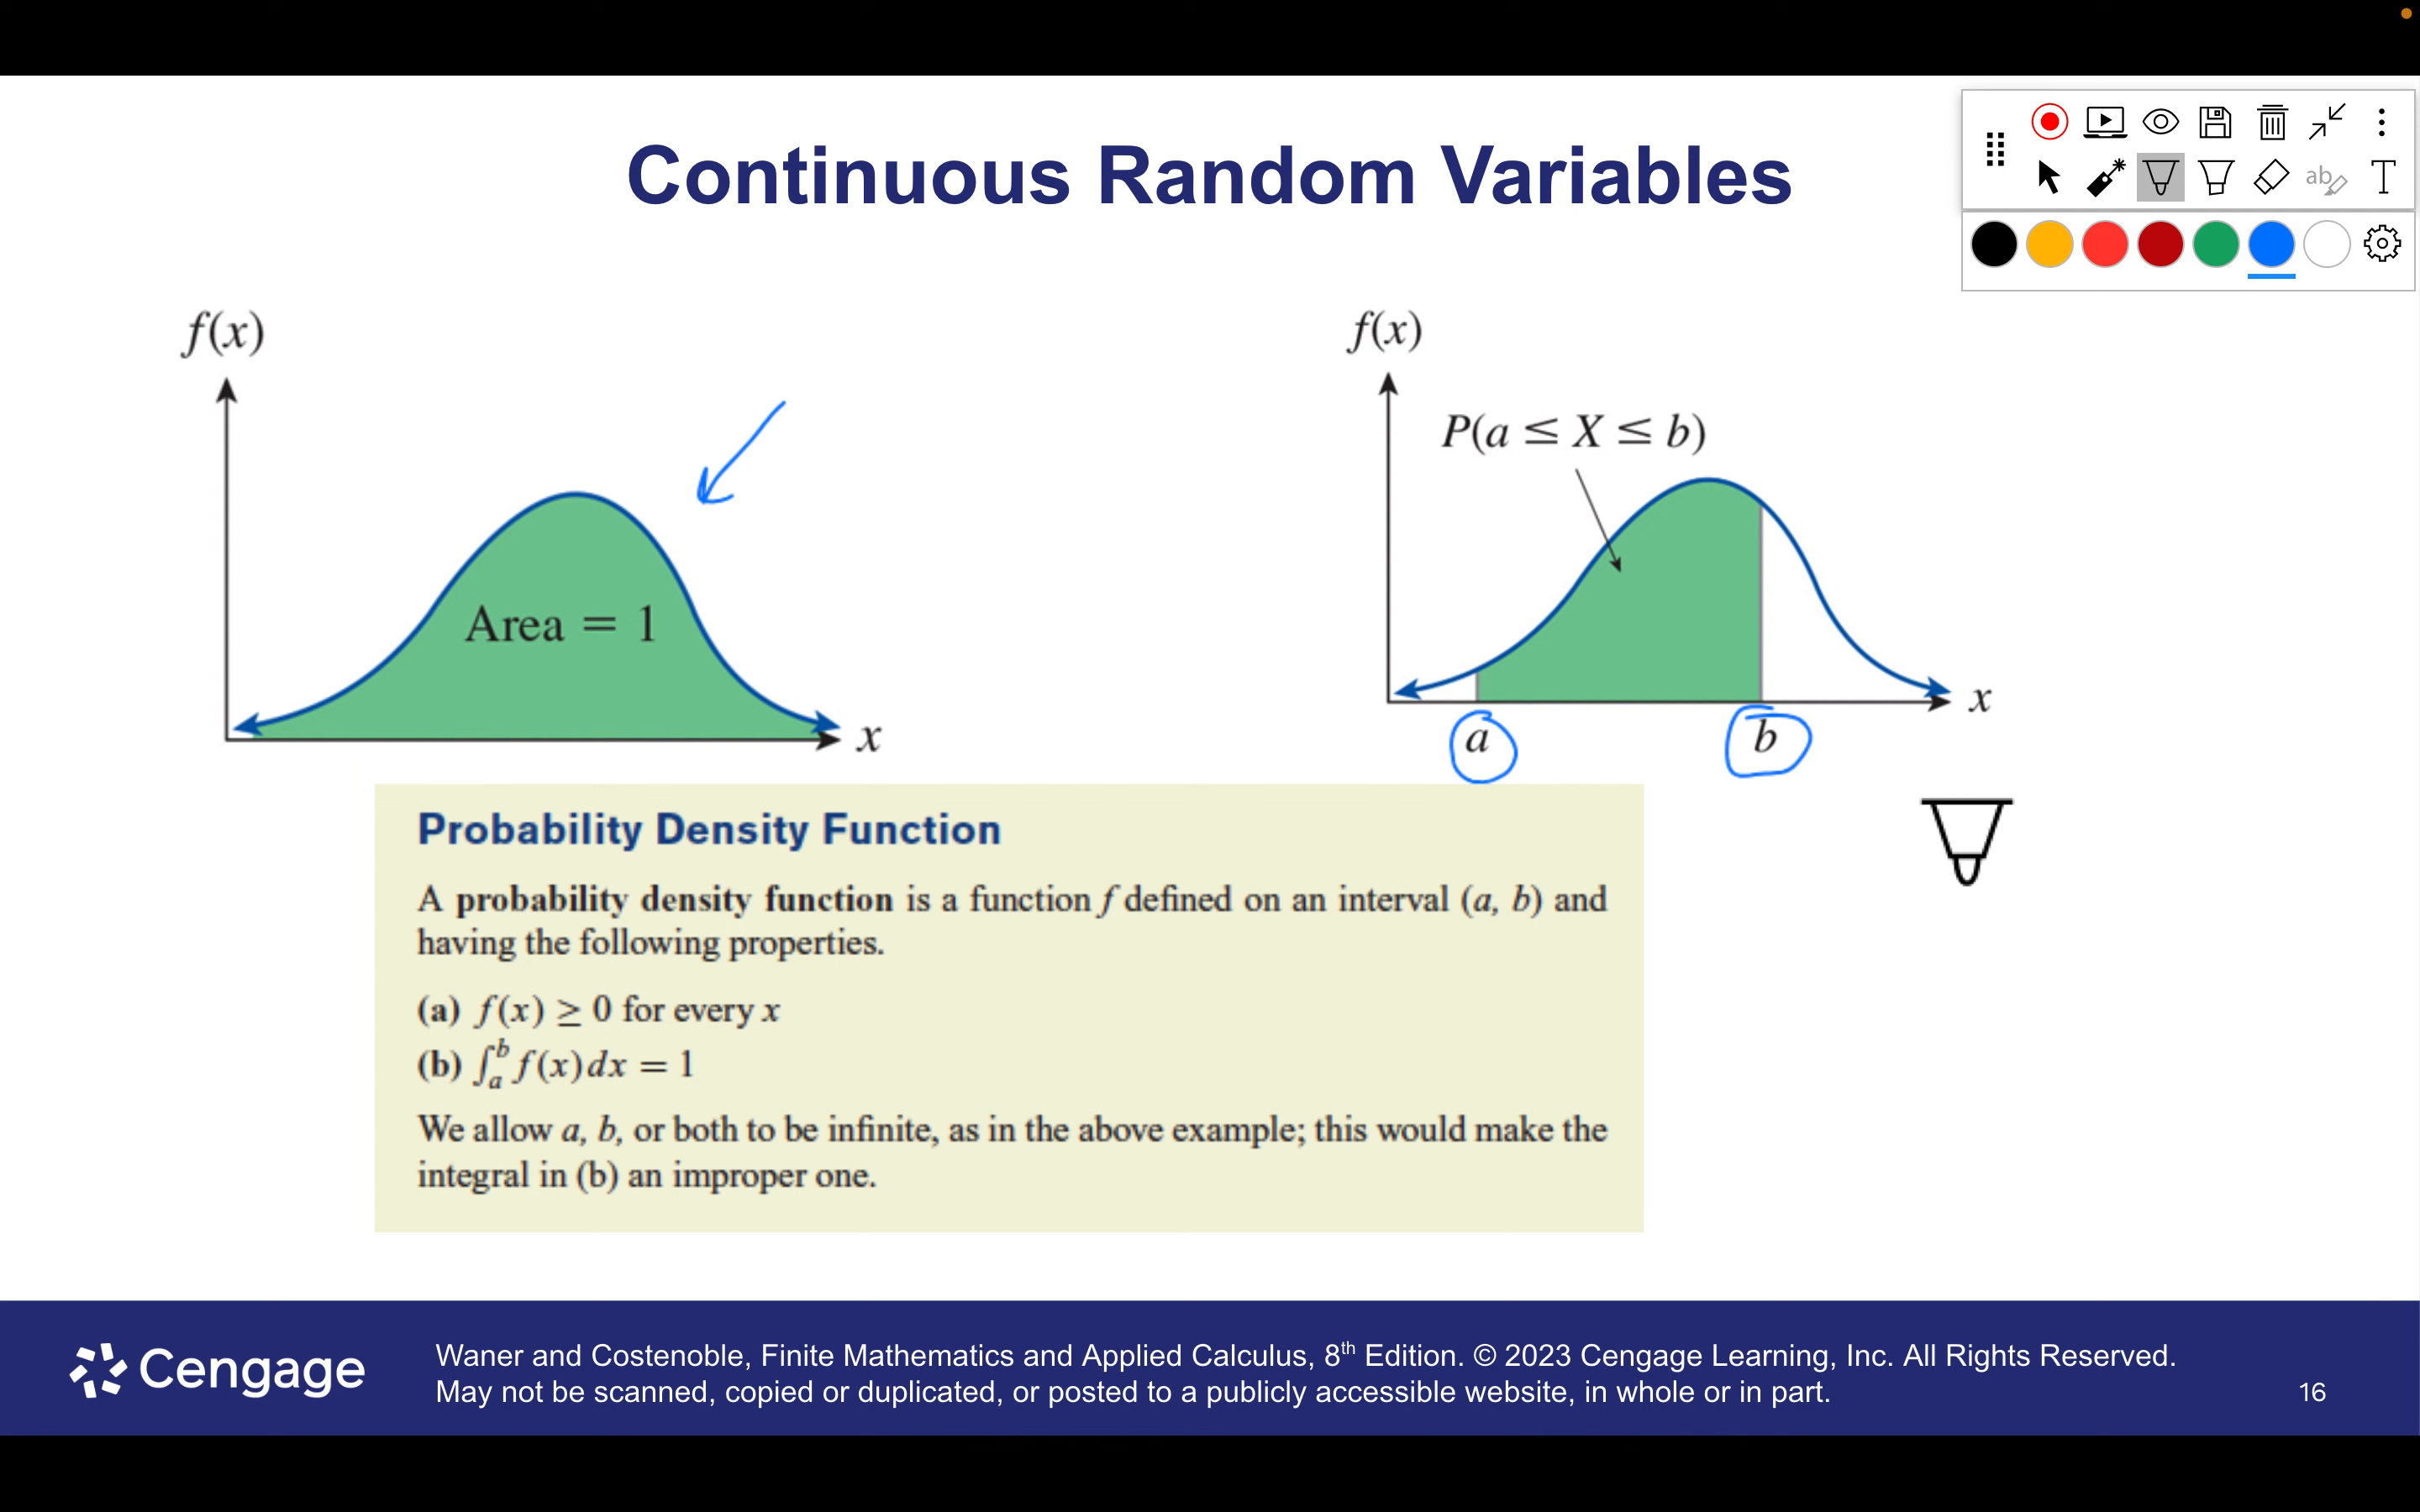 Continuous Random Variables
ab
T
f(x)
Area = 1
x
f(x)
P(a ≤ X ≤ b)
x
a
b
Probability Density Function
A probability density function is a function f defined on an interval (a, b) and
having the following properties.
(a) f(x) ≥ 0 for every x
(b) ∫_a^b f(x)dx = 1
We allow a, b, or both to be infinite, as in the above example; this would make the
integral in (b) an improper one.
Cengage
Waner and Costenoble, Finite Mathematics and Applied Calculus, 8th Edition. © 2023 Cengage Learning, Inc. All Rights Reserved.
May not be scanned, copied or duplicated, or posted to a publicly accessible website, in whole or in part.
16